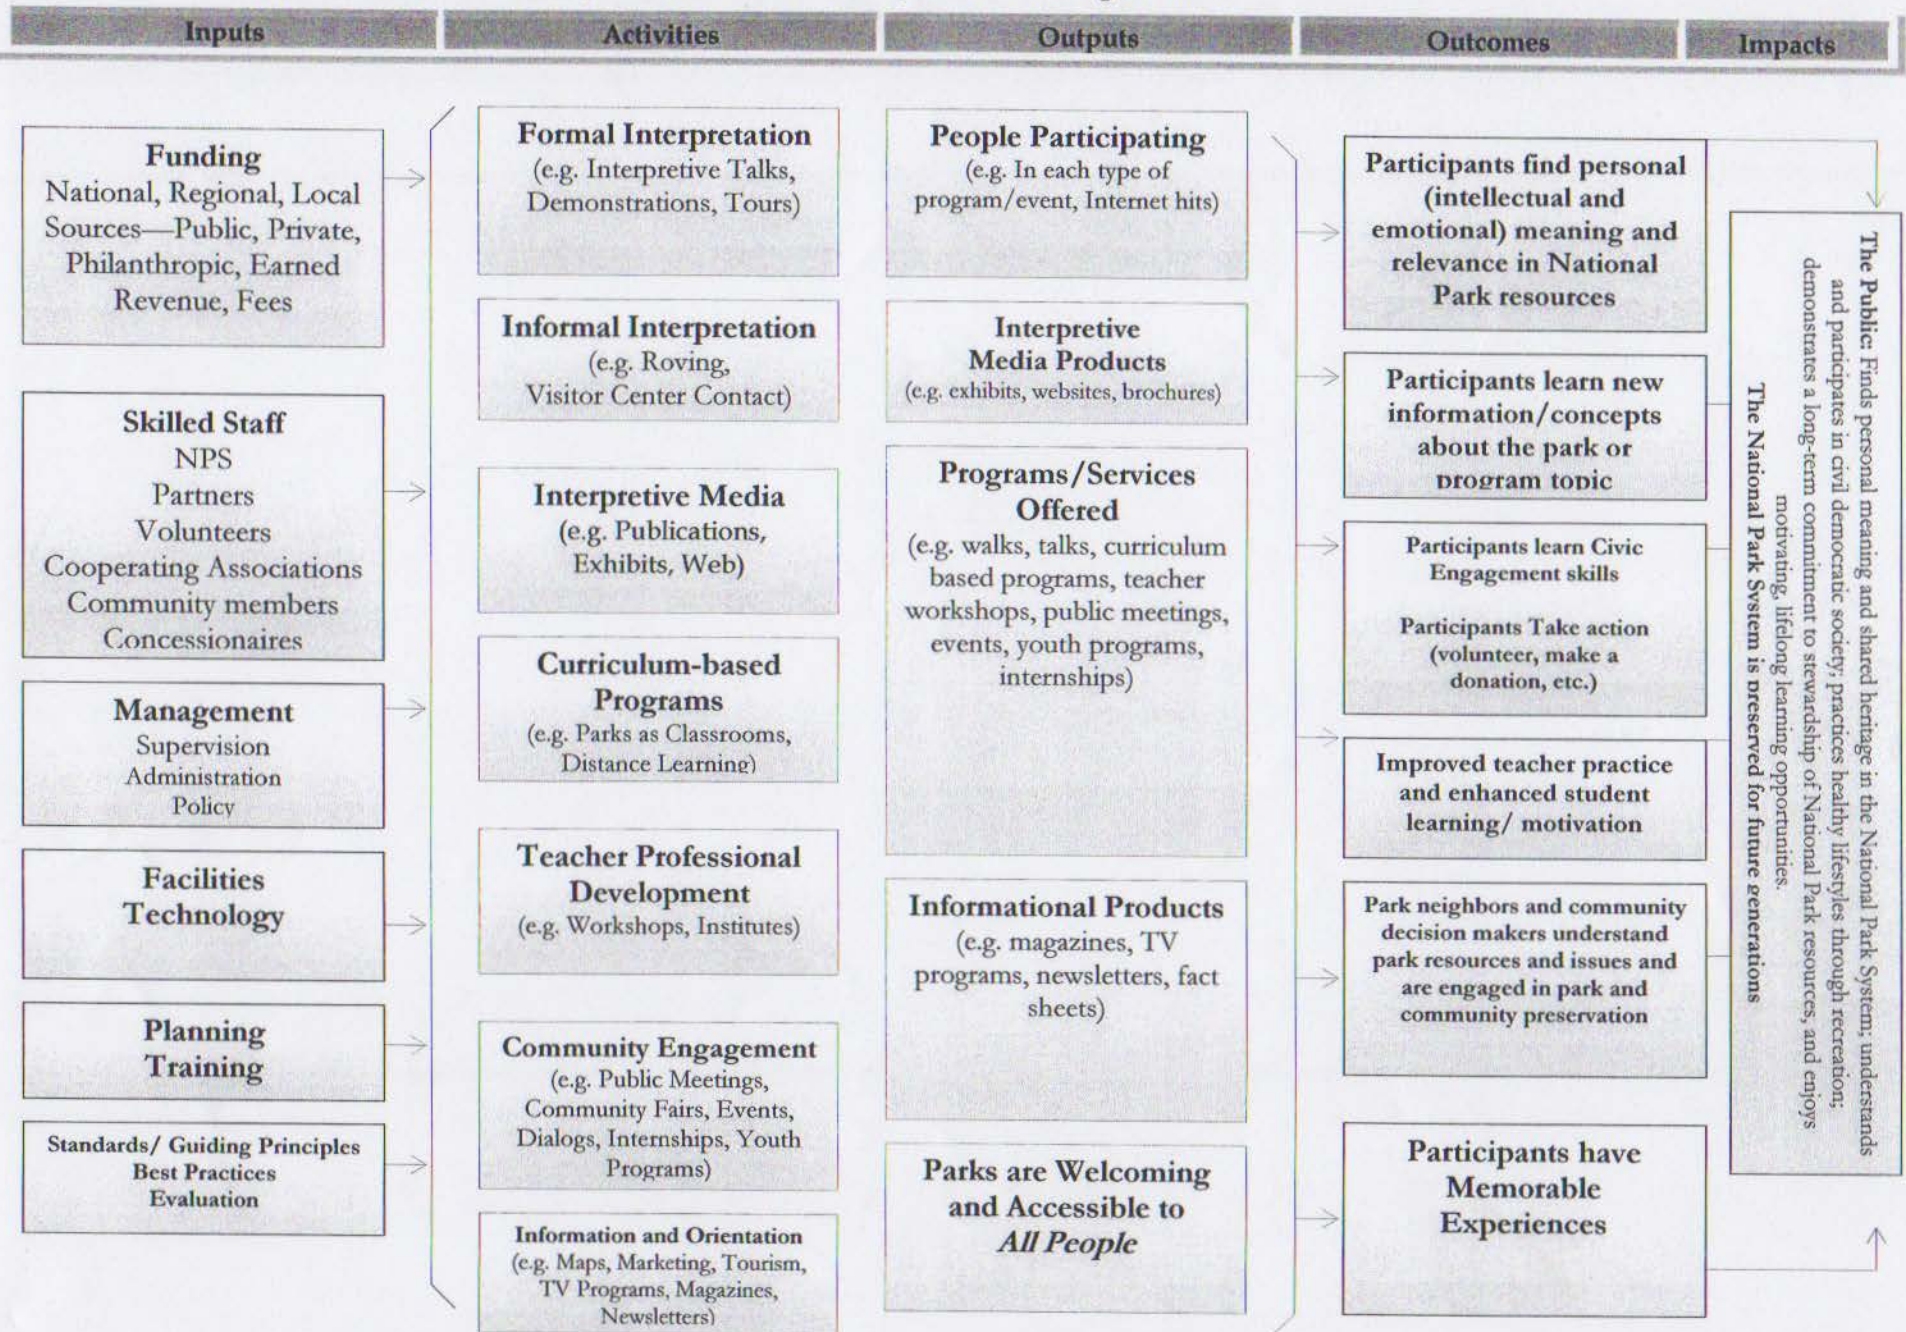 Inputs
Activities
Outputs
Outcomes
Impacts
Funding
National, Regional, Local
Sources—Public, Private,
Philanthropic, Earned
Revenue, Fees
Skilled Staff
NPS
Partners
Volunteers
Cooperating Associations
Community members
Concessionaires
Management
Supervision
Administration
Policy
Facilities
Technology
Planning
Training
Standards/ Guiding Principles
Best Practices
Evaluation
Formal Interpretation
(e.g. Interpretive Talks,
Demonstrations, Tours)
Informal Interpretation
(e.g. Roving,
Visitor Center Contact)
Interpretive Media
(e.g. Publications,
Exhibits, Web)
Curriculum-based
Programs
(e.g. Parks as Classrooms,
Distance Learning)
Teacher Professional
Development
(e.g. Workshops, Institutes)
Community Engagement
(e.g. Public Meetings,
Community Fairs, Events,
Dialogs, Internships, Youth
Programs)
Information and Orientation
(e.g. Maps, Marketing, Tourism,
TV Programs, Magazines,
Newsletters)
People Participating
(e.g. In each type of
program/event, Internet hits)
Interpretive
Media Products
(e.g. exhibits, websites, brochures)
Programs/Services
Offered
(e.g. walks, talks, curriculum
based programs, teacher
workshops, public meetings,
events, youth programs,
internships)
Informational Products
(e.g. magazines, TV
programs, newsletters, fact
sheets)
Parks are Welcoming
and Accessible to
All People
Participants find personal
(intellectual and
emotional) meaning and
relevance in National
Park resources
Participants learn new
information/concepts
about the park or
program topic
Participants learn Civic
Engagement skills
Participants Take action
(volunteer, make a
donation, etc.)
Improved teacher practice
and enhanced student
learning/ motivation
Park neighbors and community
decision makers understand
park resources and issues and
are engaged in park and
community preservation
Participants have
Memorable
Experiences
The Public: Finds personal meaning and shared heritage in the National Park System; understands
and participates in civil democratic society; practices healthy lifestyles through recreation;
demonstrates a long-term commitment to stewardship of National Park resources, and enjoys
motivating, lifelong learning opportunities.
The National Park System is preserved for future generations